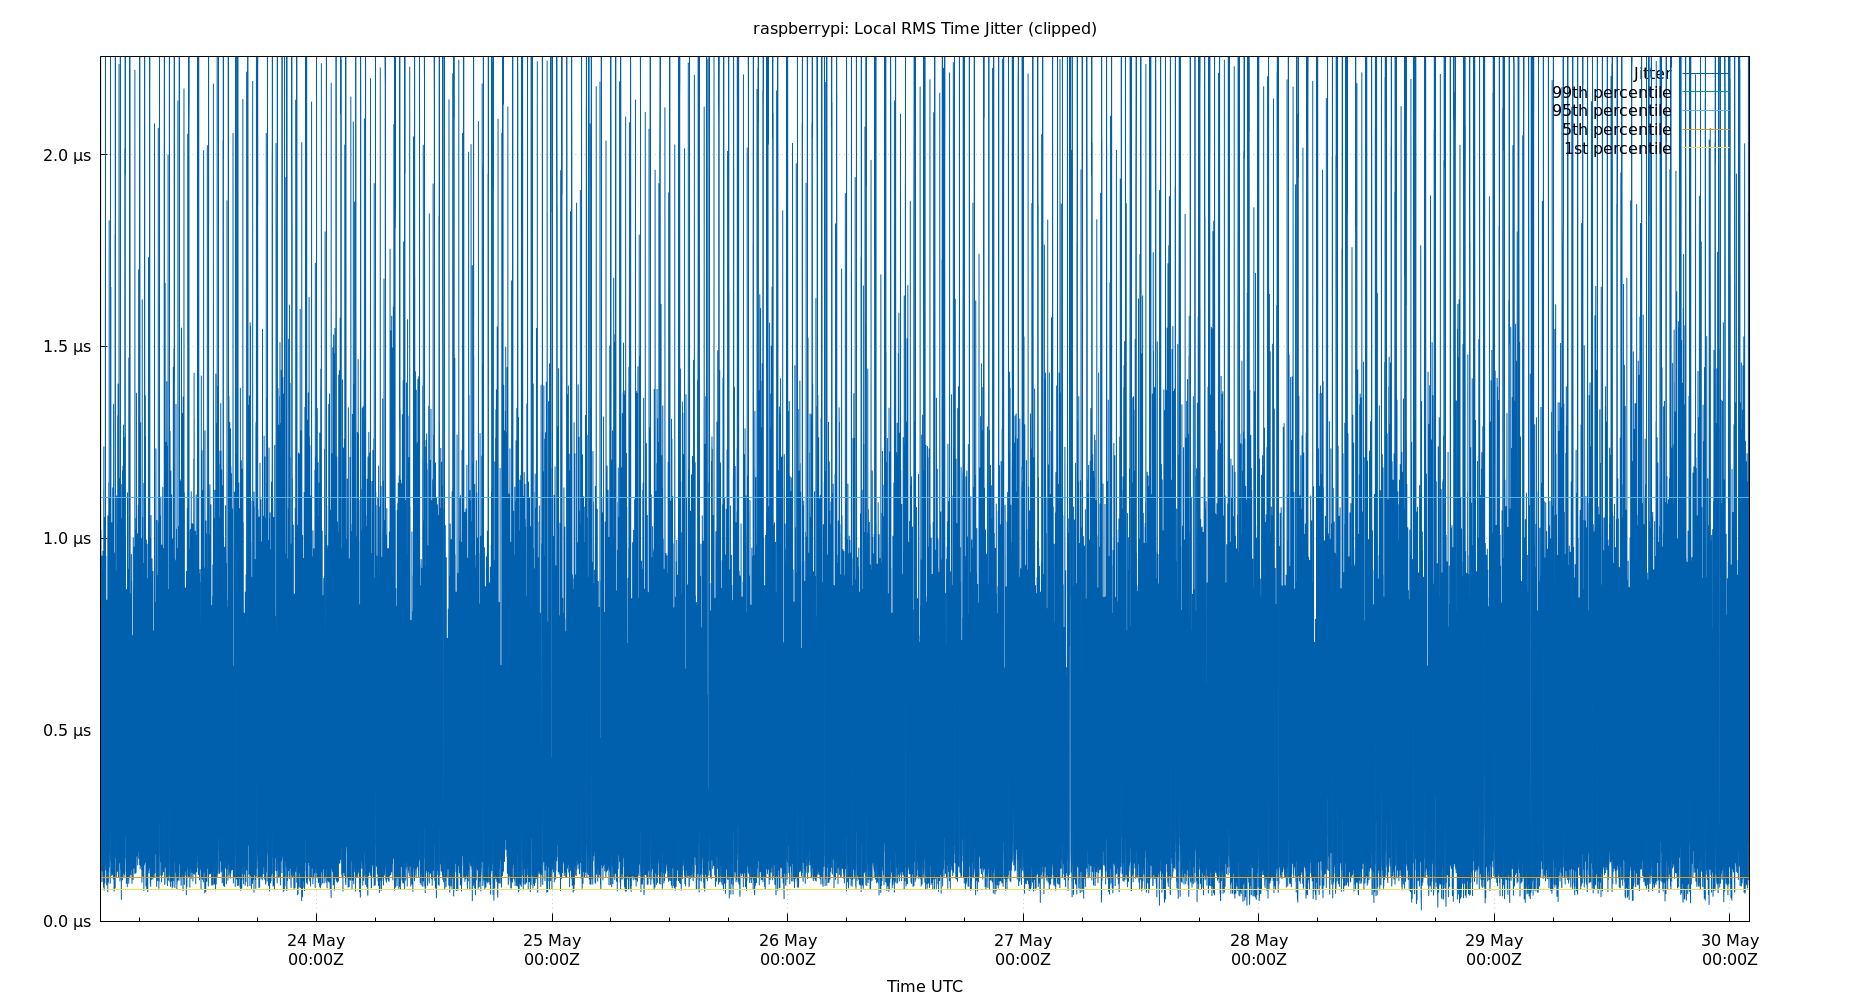 raspberrypi: Local RMS Time Jitter (clipped)
Jitter
99th percentile
95th percentile
5th percentile
1st percentile
2.0 µs
1.5 µs
1.0 µs
0.5 µs
0.0 µs
24 May 25 May 26 May 27 May 28 May 29 May 30 May
00:00Z 00:00Z 00:00Z 00:00Z 00:00Z 00:00Z 00:00Z
Time UTC